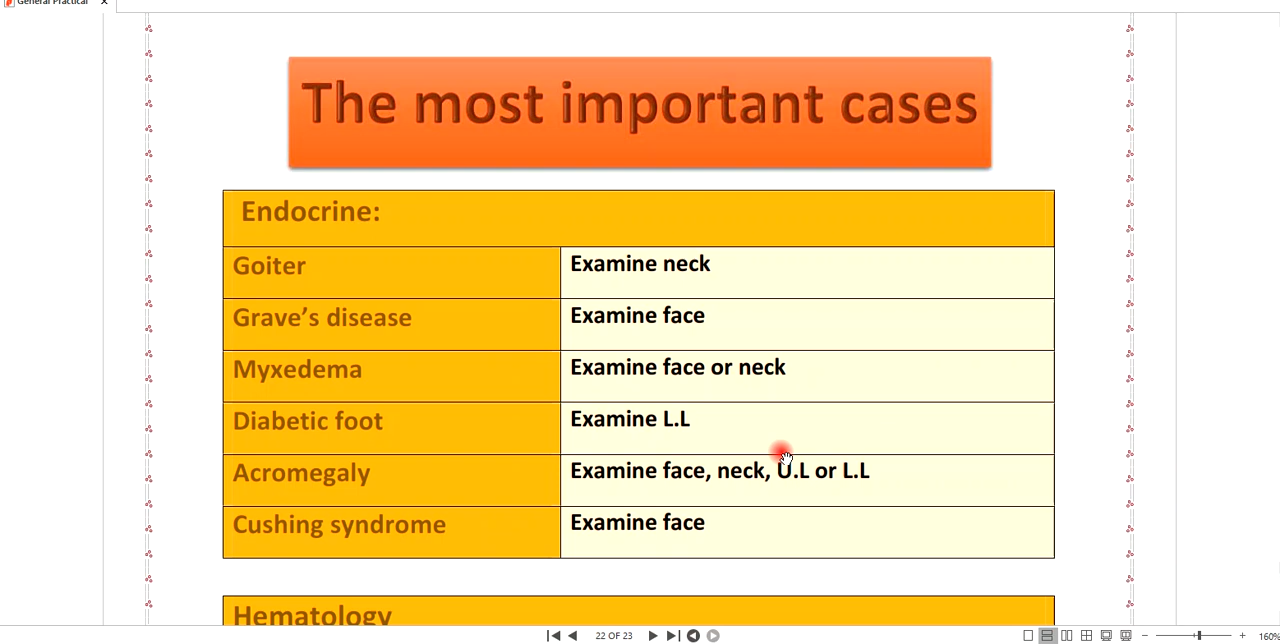 General Practical
The most important cases
Endocrine:
Goiter Examine neck
Grave's disease Examine face
Myxedema Examine face or neck
Diabetic foot Examine L.L
Acromegaly Examine face, neck, U.L or L.L
Cushing syndrome Examine face
Hematology
22 OF 23
160%